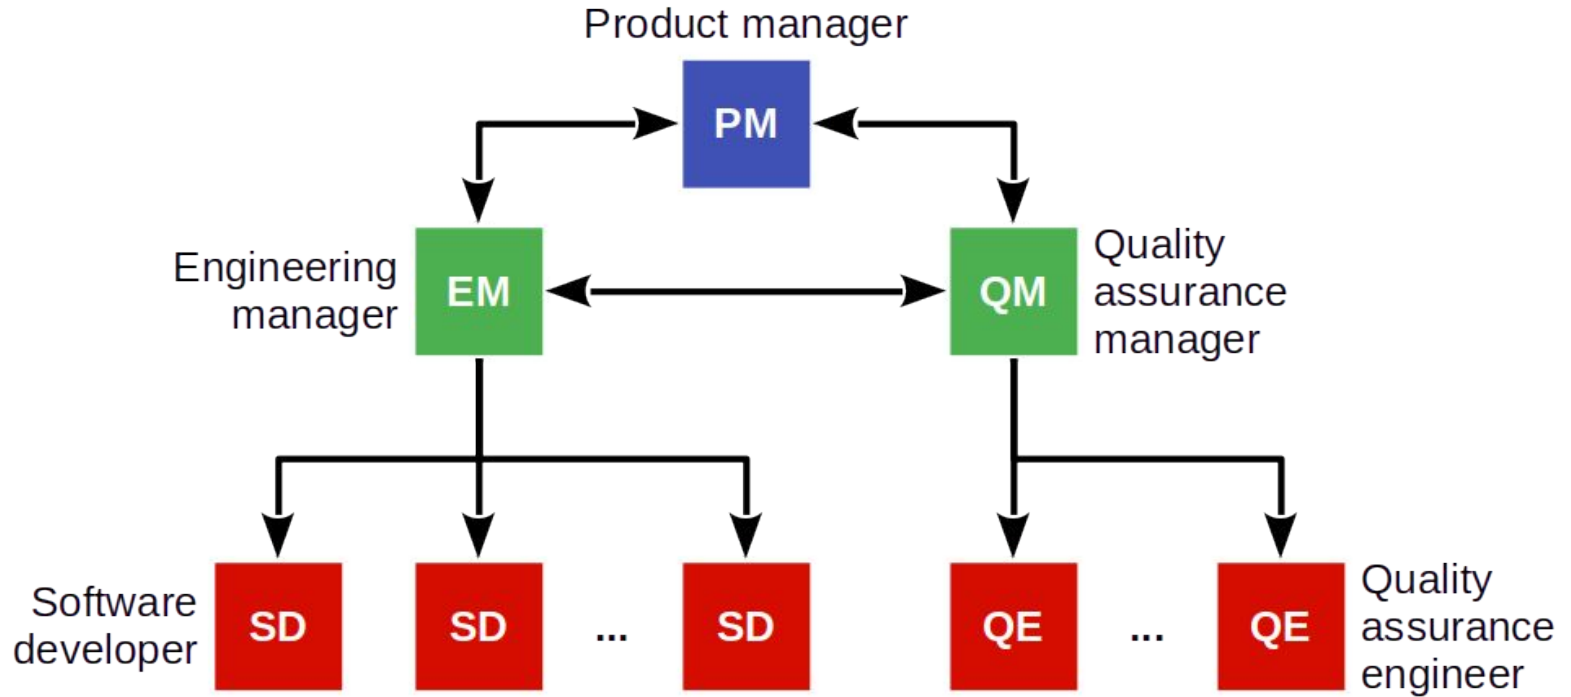 Product manager
PM
Engineering
manager
EM
QM
Quality
assurance
manager
Software
developer
SD
SD
...
SD
QE
...
QE
Quality
assurance
engineer